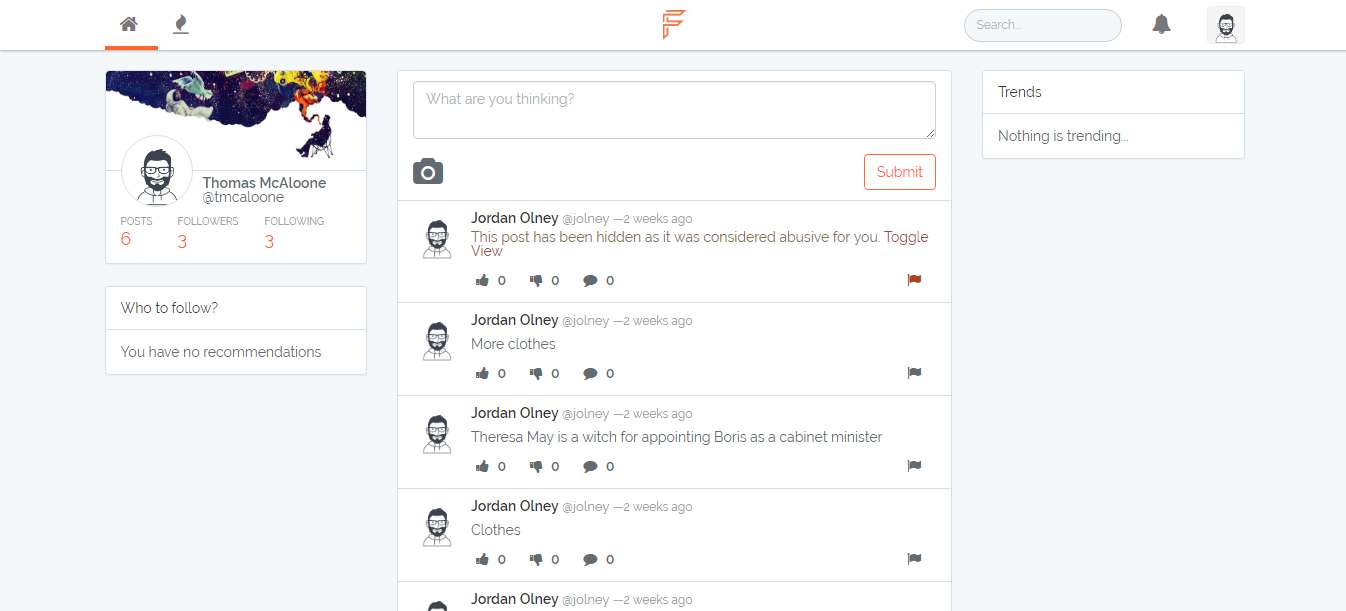 Search...
Thomas McAloone
@tmcaloone
POSTS FOLLOWERS FOLLOWING
6 3 3
Who to follow?
You have no recommendations
What are you thinking?
Submit
Jordan Olney @jolney —2 weeks ago
This post has been hidden as it was considered abusive for you. Toggle
View
0 0 0
Jordan Olney @jolney —2 weeks ago
More clothes
0 0 0
Jordan Olney @jolney —2 weeks ago
Theresa May is a witch for appointing Boris as a cabinet minister
0 0 0
Jordan Olney @jolney —2 weeks ago
Clothes
0 0 0
Jordan Olney @jolney —2 weeks ago
Trends
Nothing is trending...